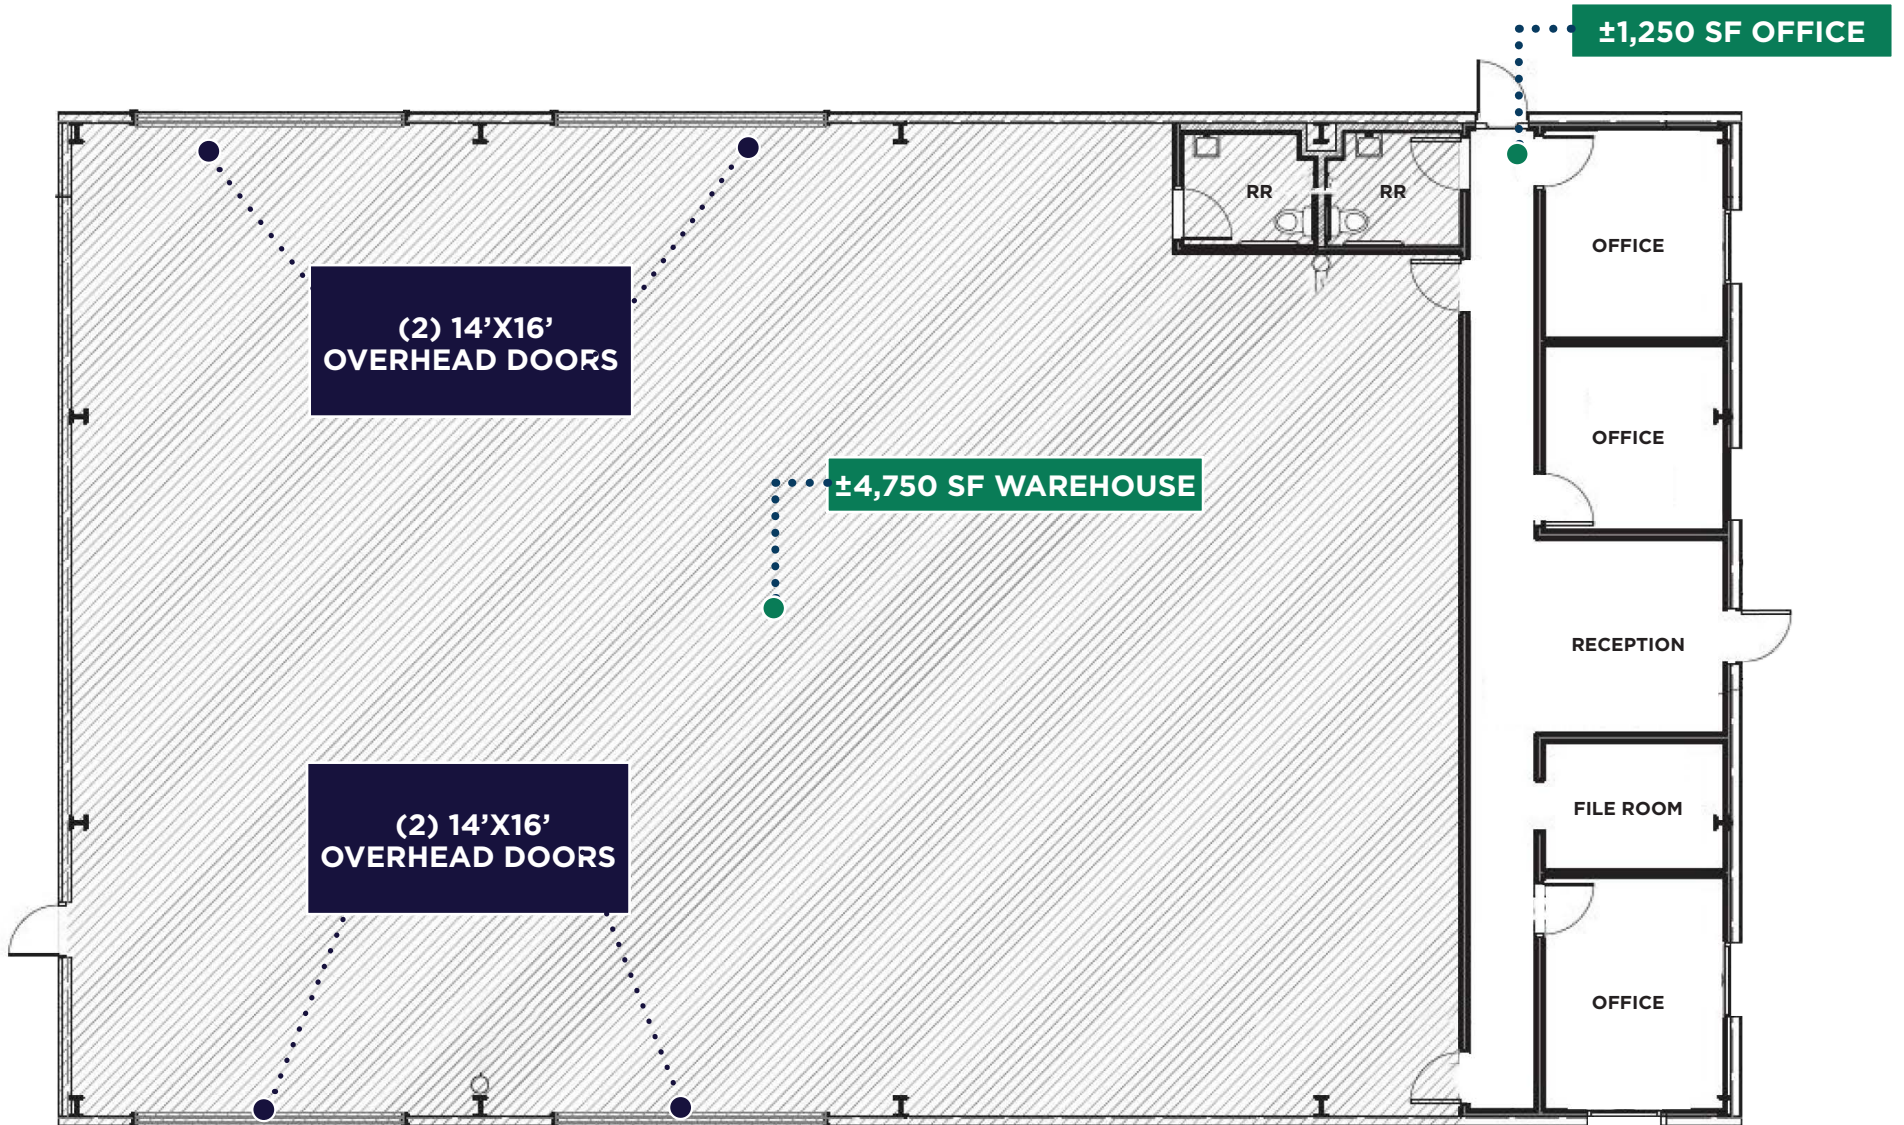 ±1,250 SF OFFICE
RR
RR
OFFICE
(2) 14’X16’
OVERHEAD DOORS
OFFICE
±4,750 SF WAREHOUSE
RECEPTION
FILE ROOM
(2) 14’X16’
OVERHEAD DOORS
OFFICE